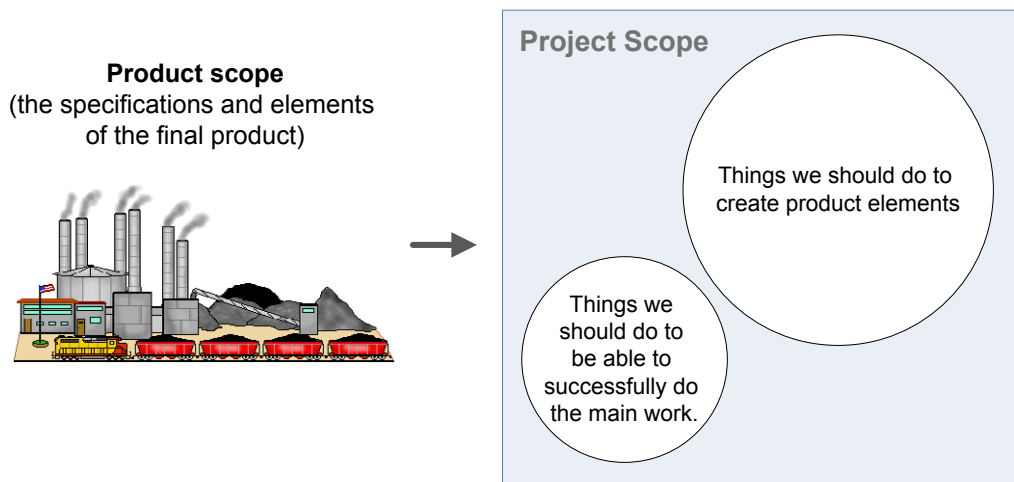 Product scope
(the specifications and elements
of the final product)
Project Scope
Things we should do to
create product elements
Things we
should do to
be able to
successfully do
the main work.